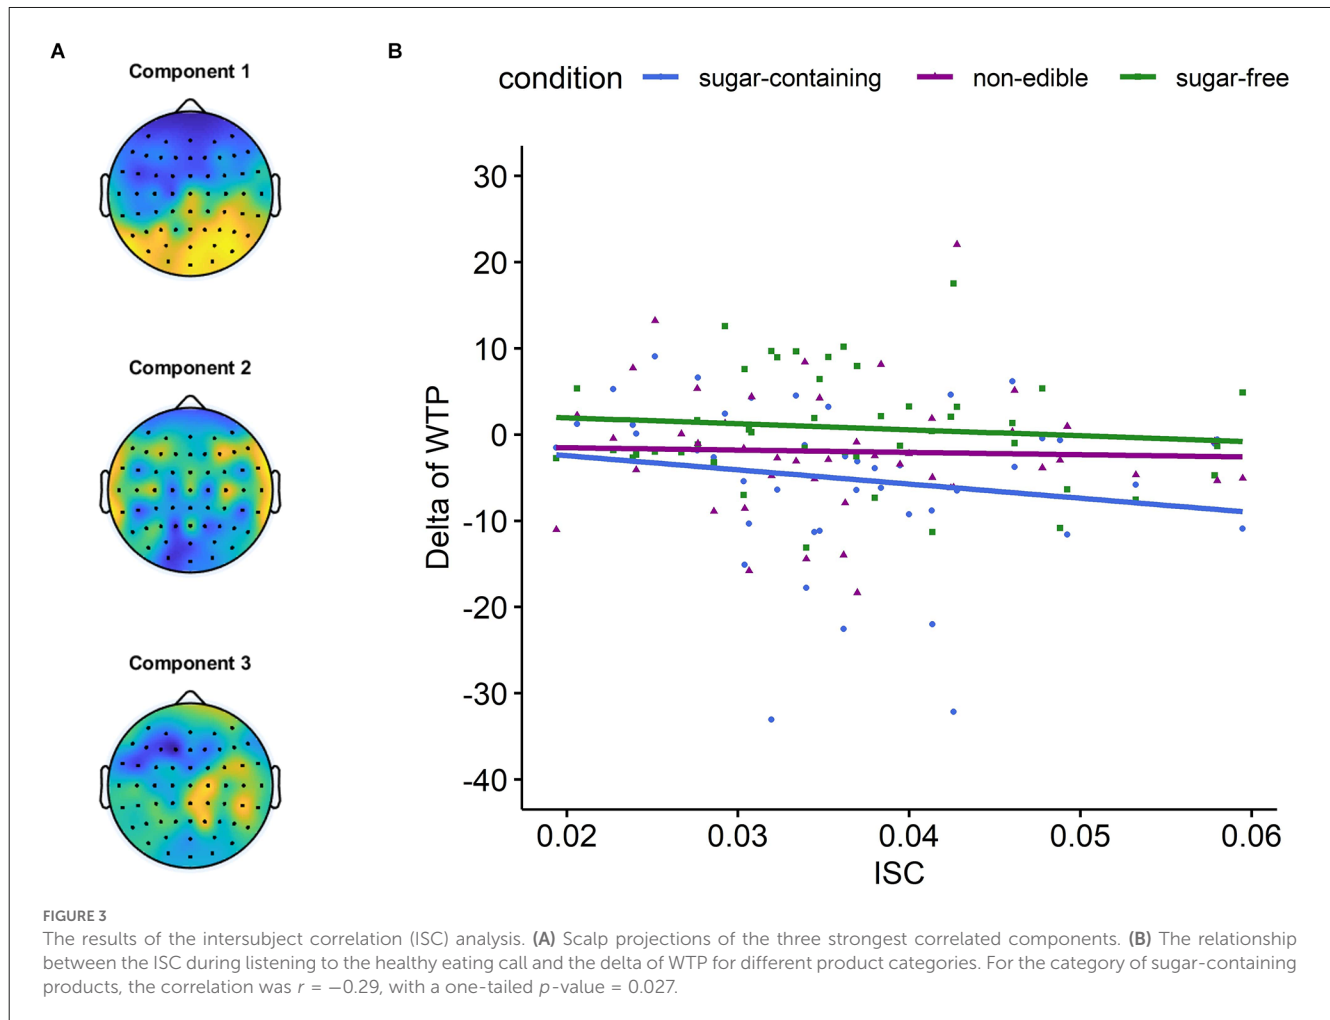 A
Component 1
Component 2
Component 3
B
condition sugar-containing non-edible sugar-free
30
20
10
0
-10
-20
-30
-40
Delta of WTP
0.02 0.03 0.04 0.05 0.06
ISC
FIGURE 3
The results of the intersubject correlation (ISC) analysis. (A) Scalp projections of the three strongest correlated components. (B) The relationship
between the ISC during listening to the healthy eating call and the delta of WTP for different product categories. For the category of sugar-containing
products, the correlation was r = −0.29, with a one-tailed p-value = 0.027.